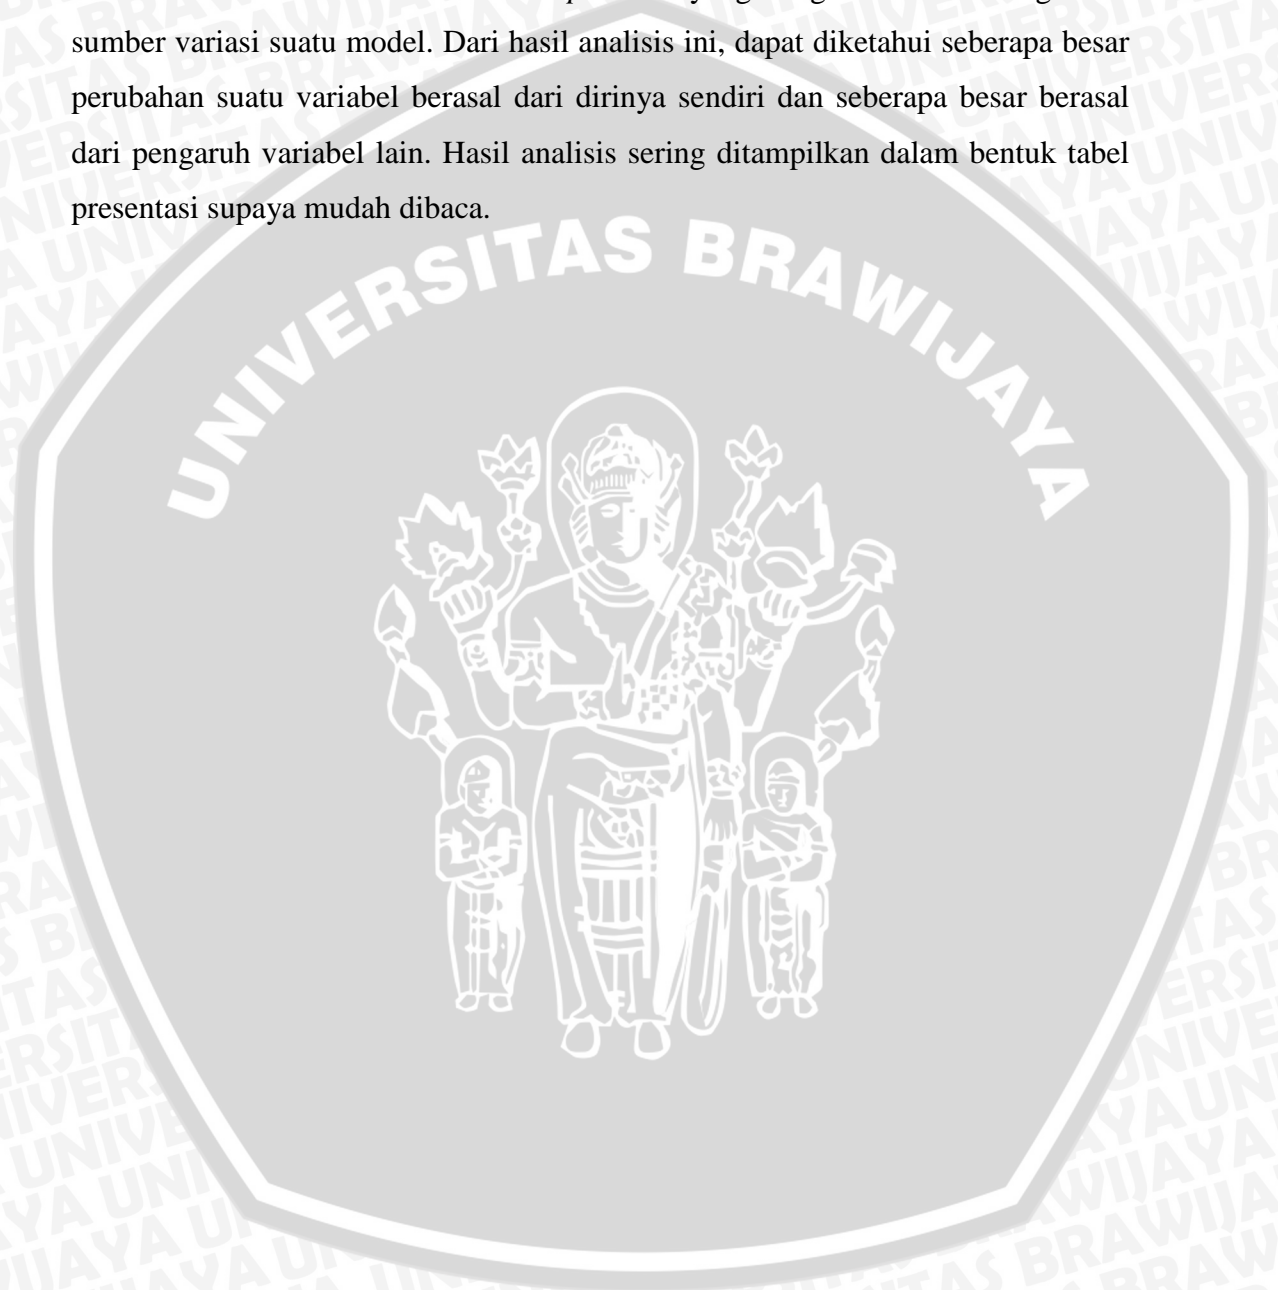 sumber variasi suatu model. Dari hasil analisis ini, dapat diketahui seberapa besar
perubahan suatu variabel berasal dari dirinya sendiri dan seberapa besar berasal
dari pengaruh variabel lain. Hasil analisis sering ditampilkan dalam bentuk tabel
presentasi supaya mudah dibaca.
UNIVERSITAS BRAWIJAYA